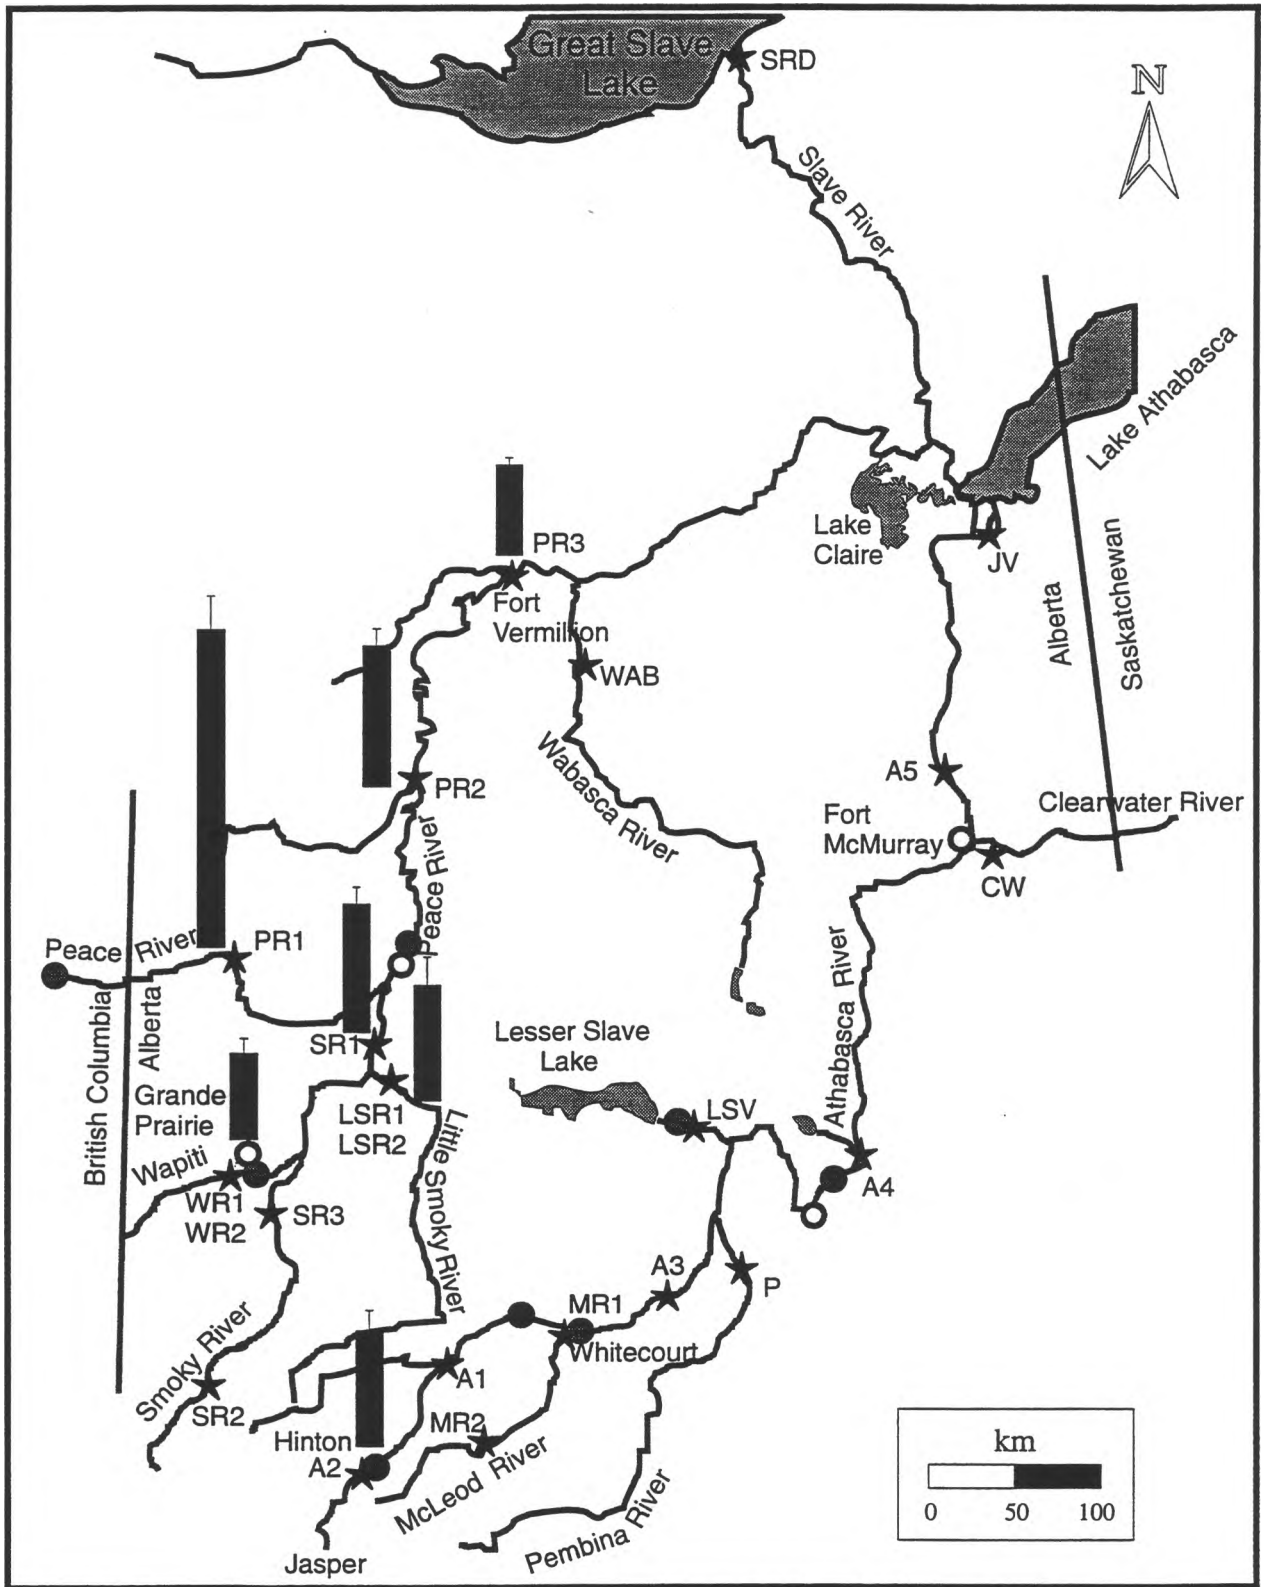 Great Slave
Lake
SRD
N
Slave River
Lake Athabasca
PR3
Lake
Claire
JV
Fort
Vermillion
Alberta
Saskatchewan
WAB
Wabasca River
A5
PR2
Clearwater River
Fort
McMurray
CW
Peace River
Peace River
PR1
British Columbia
Alberta
Athabasca River
SR1
Lesser Slave
Lake
Grande
Prairie
LSR1
LSR2
LSV
Wapiti
Little Smoky River
WR1
WR2
SR3
A4
A3
P
MR1
Whitecourt
Smoky River
A1
SR2
MR2
Hinton
A2
McLeod River
Pembina River
Jasper
km
0 50 100